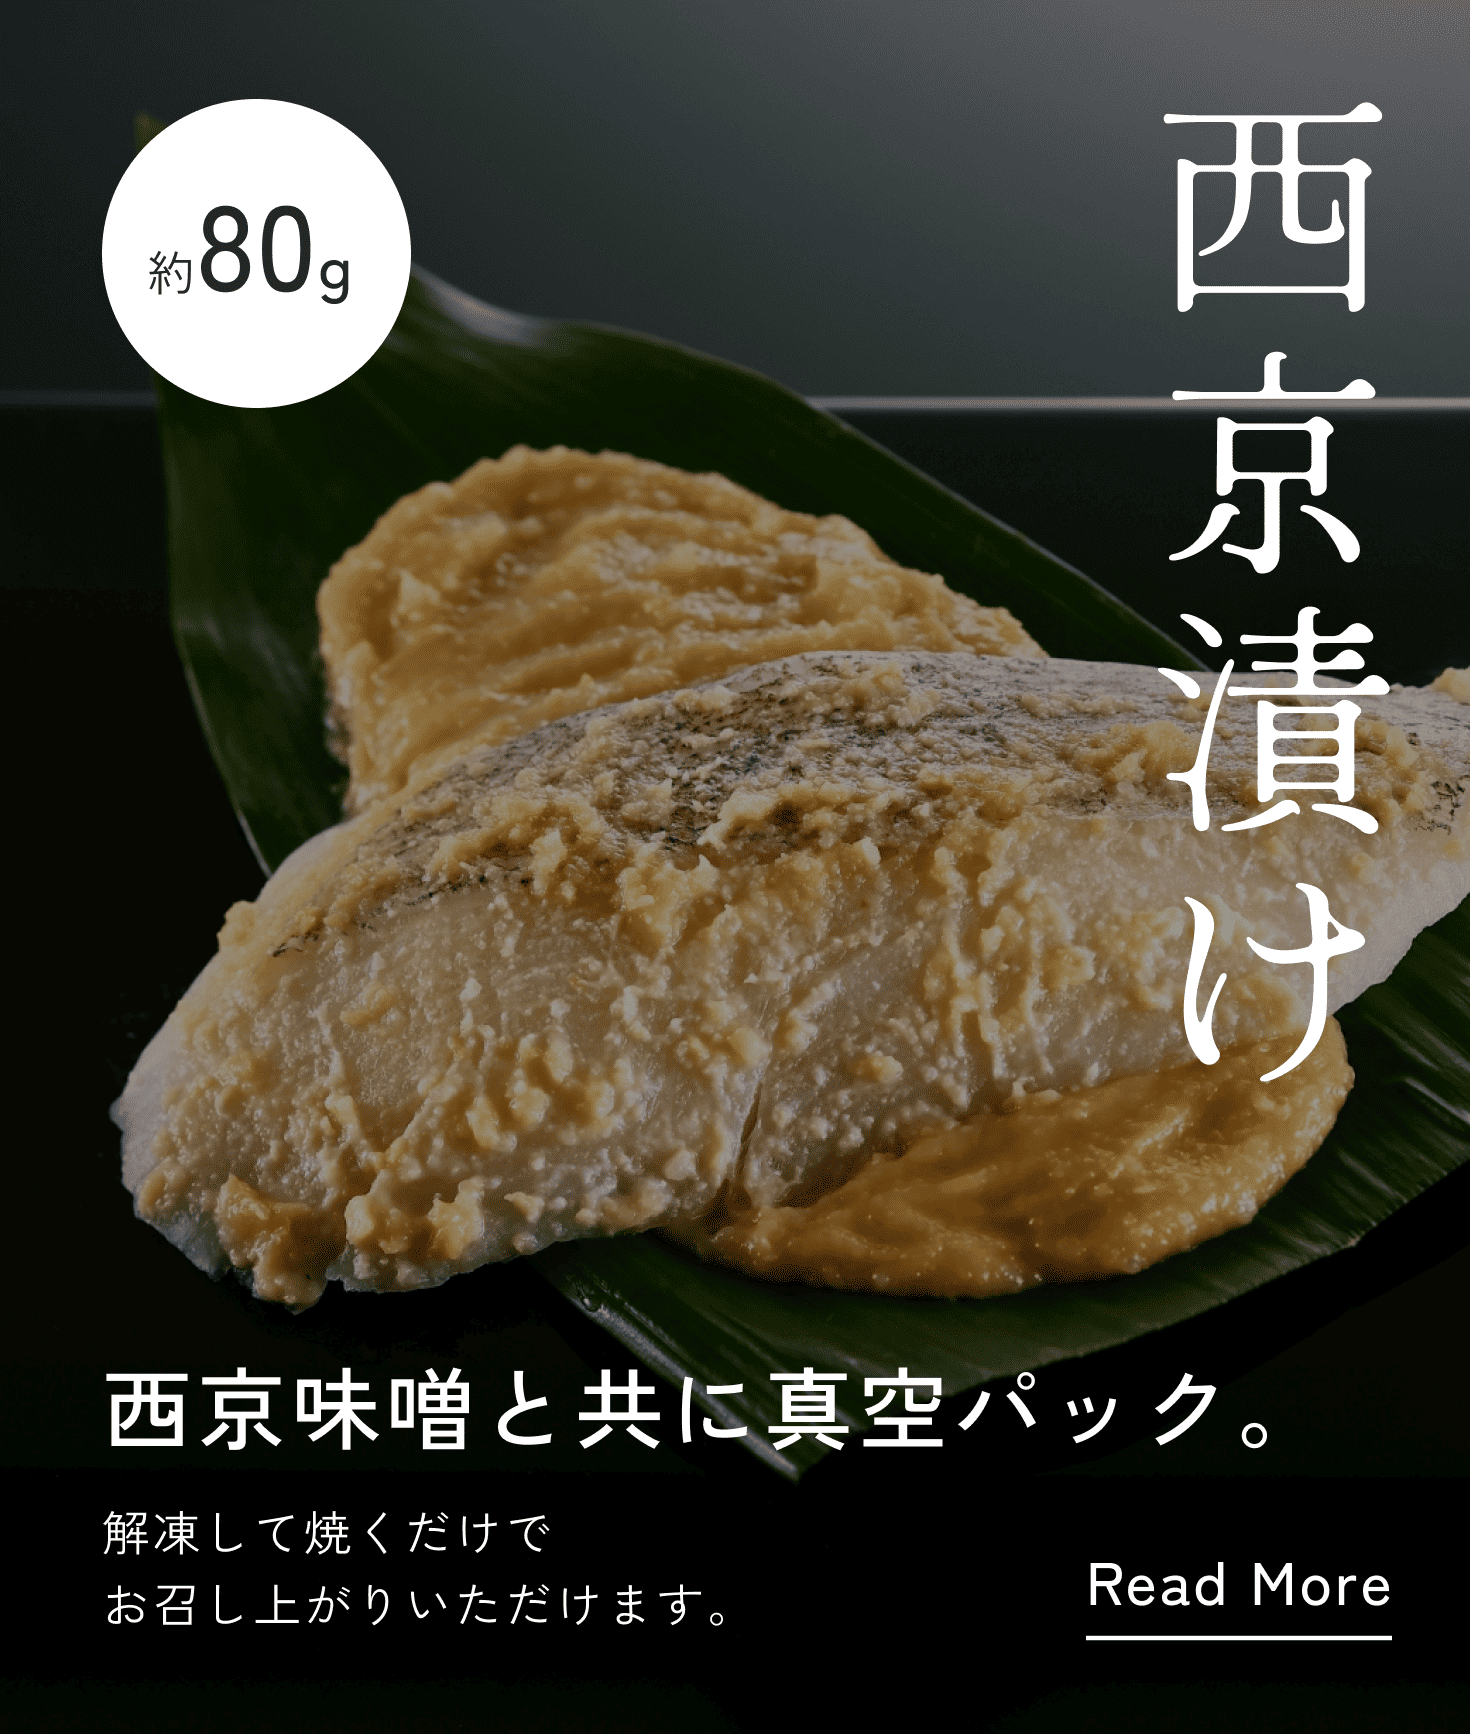 約80g
西京漬け
西京味噌と共に真空パック。
解凍して焼くだけで
お召し上がりいただけます。
Read More